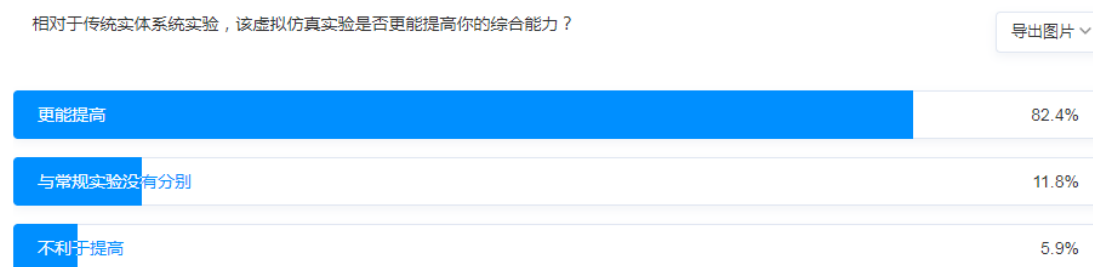 相对于传统实体系统实验，该虚拟仿真实验是否更能提高你的综合能力？
导出图片
更能提高
82.4%
与常规实验没有分别
11.8%
不利于提高
5.9%